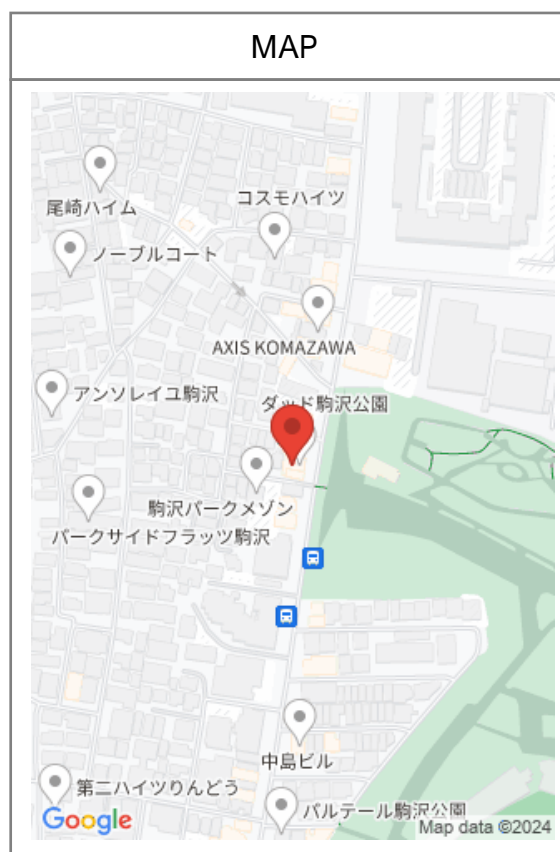 MAP
尾崎ハイム
コスモハイツ
ノーブルコート
AXIS KOMAZAWA
アンソレイユ駒沢
ダッド駒沢公園
駒沢パークメゾン
パークサイドフラッツ駒沢
中島ビル
第二ハイツりんどう
パルテール駒沢公園
Google
Map data ©2024